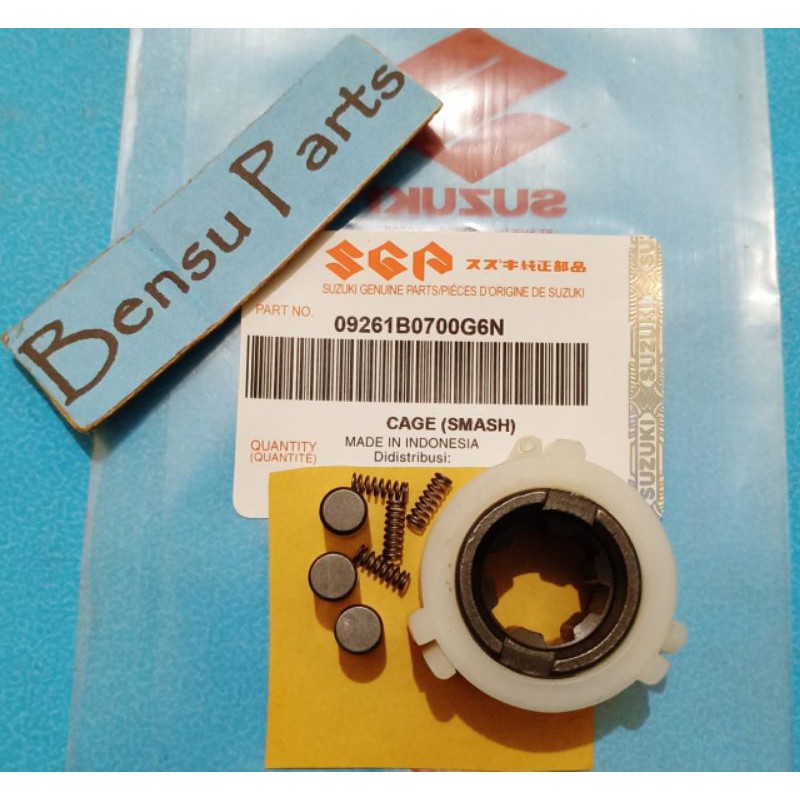 Bensu Parts
SUZUKI
SGP スズキ純正部品
SUZUKI GENUINE PARTS/PIÈCES D'ORIGINE DE SUZUKI
PART NO. 09261B0700G6N
CAGE (SMASH)
QUANTITY
(QUANTITÉ)
MADE IN INDONESIA
Didistribusi:
SUZUKI
SUZUKI
SUZUKI